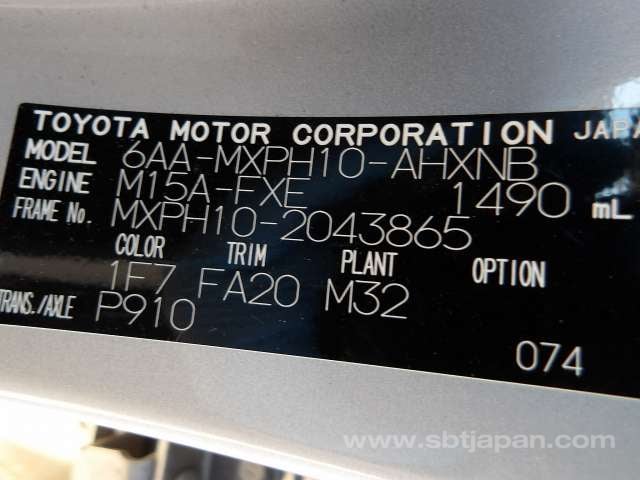 TOYOTA MOTOR CORPORATION JAPA
MODEL 6AA-MXPH10-AHXNB
ENGINE M15A-FXE 1490 mL
FRAME No. MXPH10-2043865
COLOR TRIM PLANT OPTION
1F7 FA20 M32
TRANS./AXLE P910
074
www.sbtjapan.com